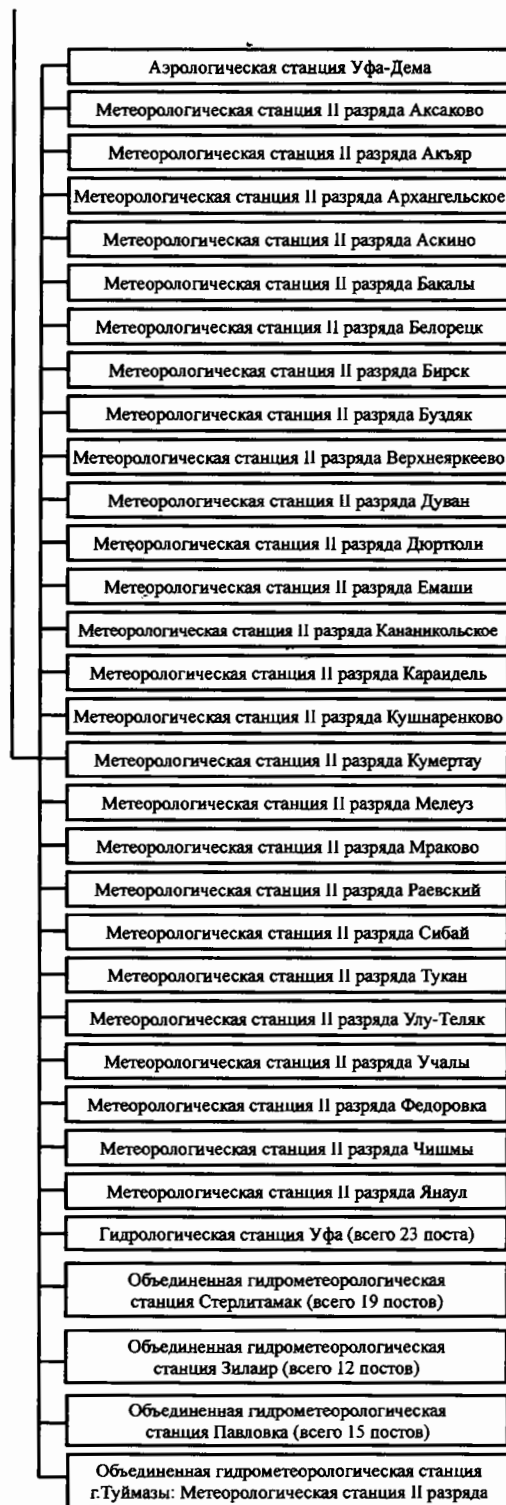 Аэрологическая станция Уфа-Дема
Метеорологическая станция II разряда Аксаково
Метеорологическая станция II разряда Акъяр
Метеорологическая станция II разряда Архангельское
Метеорологическая станция II разряда Аскино
Метеорологическая станция II разряда Бакалы
Метеорологическая станция II разряда Белорецк
Метеорологическая станция II разряда Бирск
Метеорологическая станция II разряда Буздяк
Метеорологическая станция II разряда Верхнеяркеево
Метеорологическая станция II разряда Дуван
Метеорологическая станция II разряда Дюртюли
Метеорологическая станция II разряда Емаши
Метеорологическая станция II разряда Кананикольское
Метеорологическая станция II разряда Караидель
Метеорологическая станция II разряда Кушнаренково
Метеорологическая станция II разряда Кумертау
Метеорологическая станция II разряда Мелеуз
Метеорологическая станция II разряда Мраково
Метеорологическая станция II разряда Раевский
Метеорологическая станция II разряда Сибай
Метеорологическая станция II разряда Тукан
Метеорологическая станция II разряда Улу-Теляк
Метеорологическая станция II разряда Учалы
Метеорологическая станция II разряда Федоровка
Метеорологическая станция II разряда Чишмы
Метеорологическая станция II разряда Янаул
Гидрологическая станция Уфа (всего 23 поста)
Объединенная гидрометеорологическая
станция Стерлитамак (всего 19 постов)
Объединенная гидрометеорологическая
станция Зилаир (всего 12 постов)
Объединенная гидрометеорологическая
станция Павловка (всего 15 постов)
Объединенная гидрометеорологическая станция
г.Туймазы: Метеорологическая станция II разряда